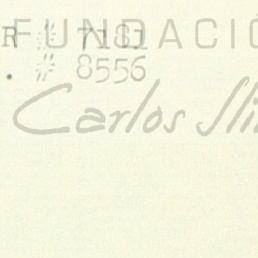 R # 7181
. # 8556
FUNDACIÓ
Carlos Sli